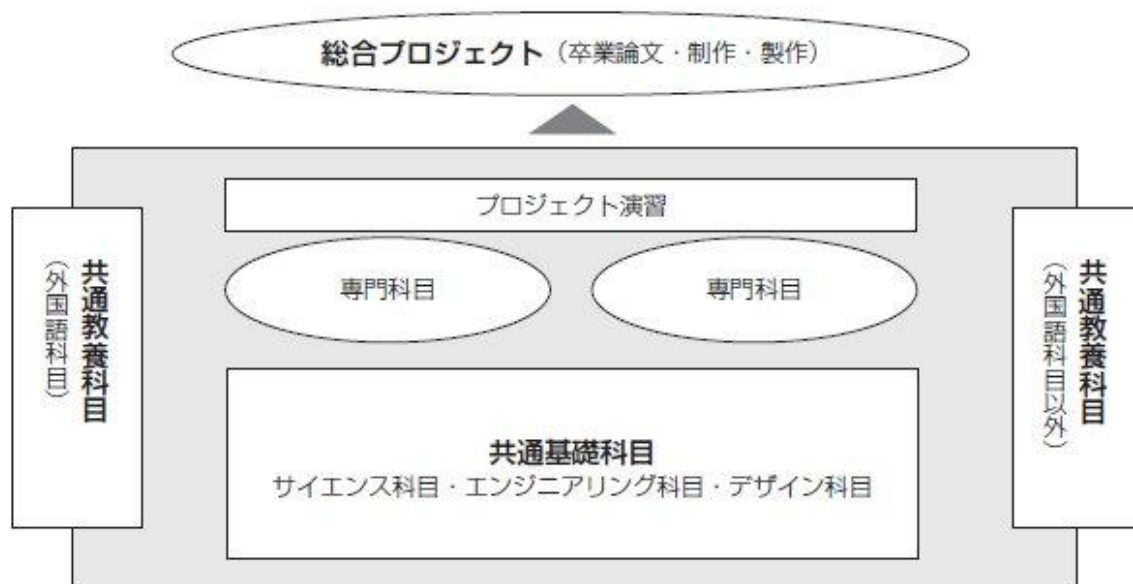 総合プロジェクト(卒業論文・制作・製作)
プロジェクト演習
専門科目
専門科目
共通教養科目
(外国語科目)
共通教養科目
(外国語科目以外)
共通基礎科目
サイエンス科目・エンジニアリング科目・デザイン科目